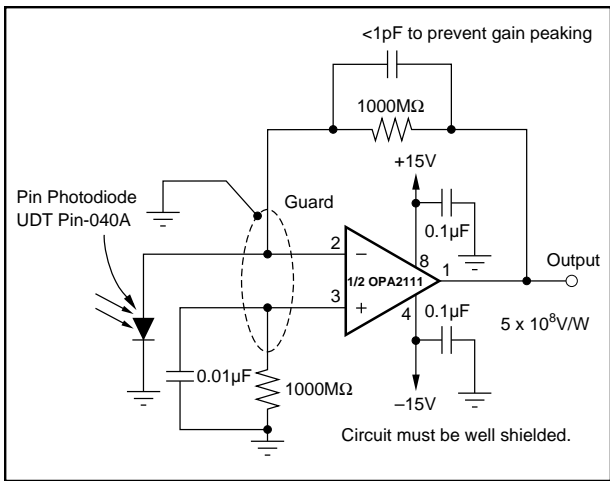 <1pF to prevent gain peaking
1000MΩ
+15V
Pin Photodiode
UDT Pin-040A
Guard
0.1µF
2
8
–
1
Output
1/2 OPA2111
3
+
4
0.1µF
5 x 10⁸V/W
0.01µF
1000MΩ
–15V
Circuit must be well shielded.